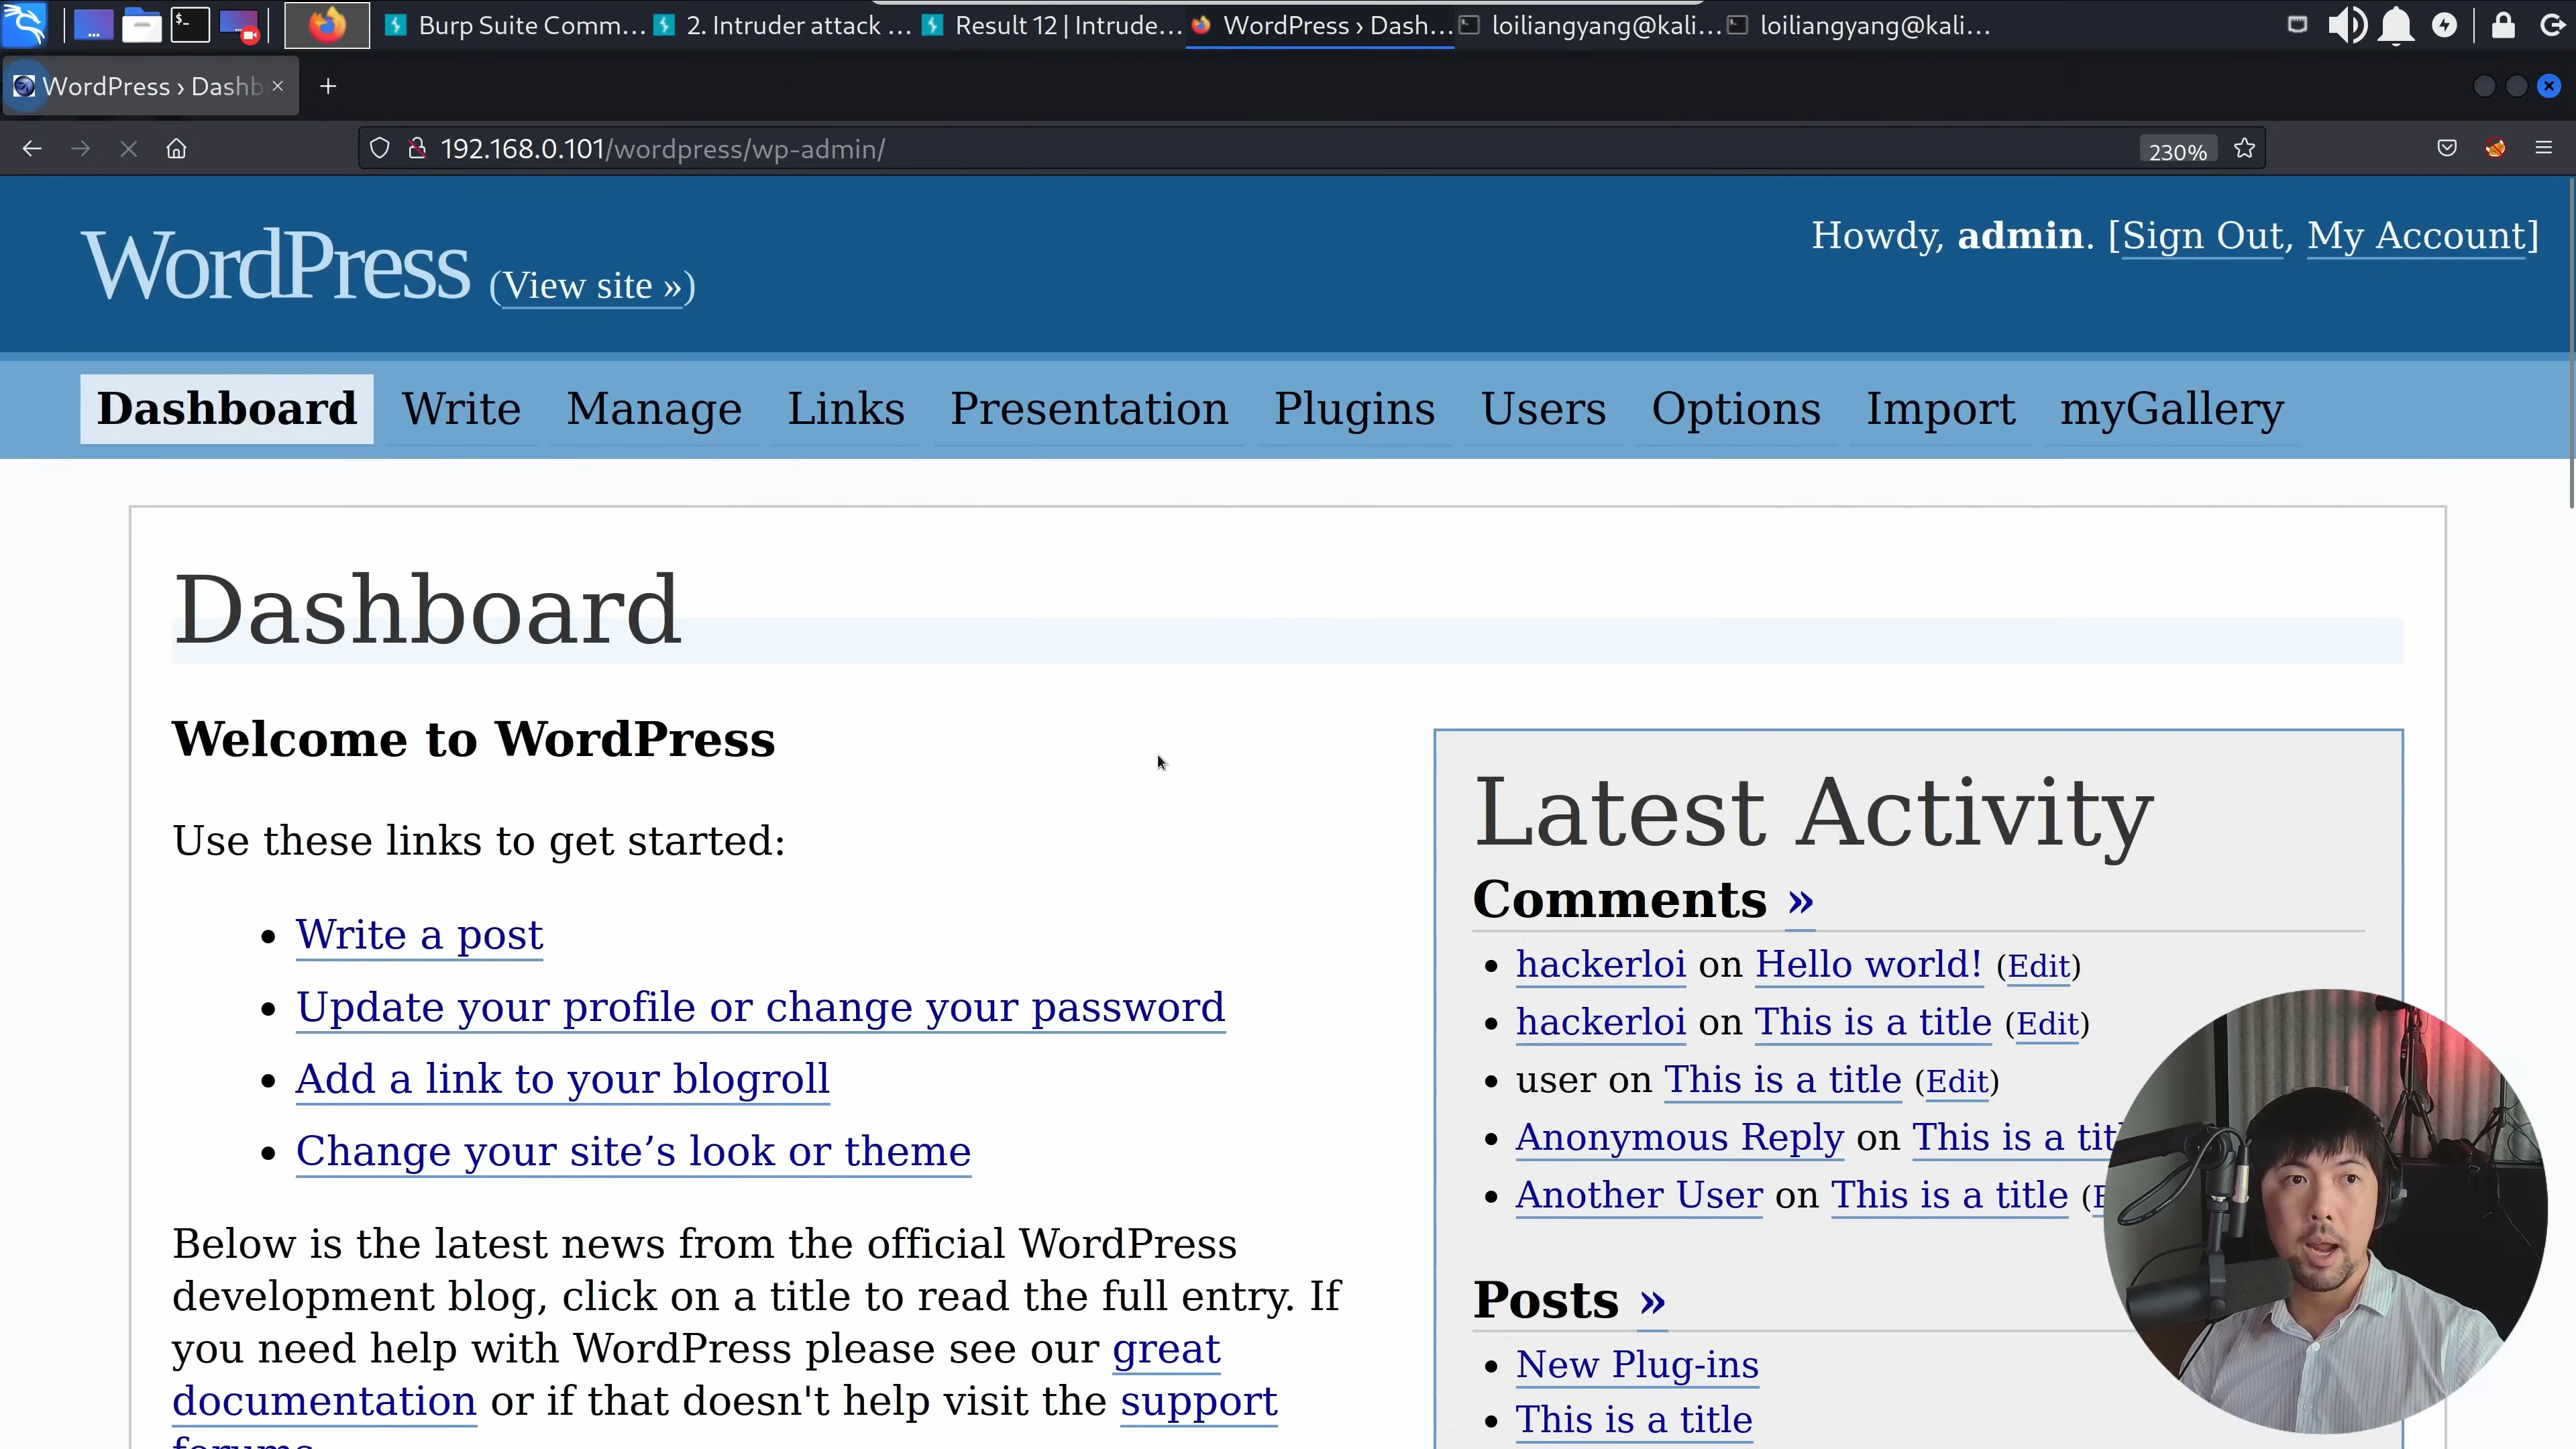 Burp Suite Comm...
2. Intruder attack ...
Result 12 | Intrude...
WordPress › Dash...
loiliangyang@kali...
loiliangyang@kali...
WordPress › Dashb
192.168.0.101/wordpress/wp-admin/
230%
WordPress (View site »)
Howdy, admin. [Sign Out, My Account]
Dashboard Write Manage Links Presentation Plugins Users Options Import myGallery
Dashboard
Welcome to WordPress
Use these links to get started:
• Write a post
• Update your profile or change your password
• Add a link to your blogroll
• Change your site’s look or theme
Below is the latest news from the official WordPress
development blog, click on a title to read the full entry. If
you need help with WordPress please see our great
documentation or if that doesn't help visit the support
Latest Activity
Comments »
• hackerloi on Hello world! (Edit)
• hackerloi on This is a title (Edit)
• user on This is a title (Edit)
• Anonymous Reply on This is a
• Another User on This is a title
Posts »
• New Plug-ins
• This is a title